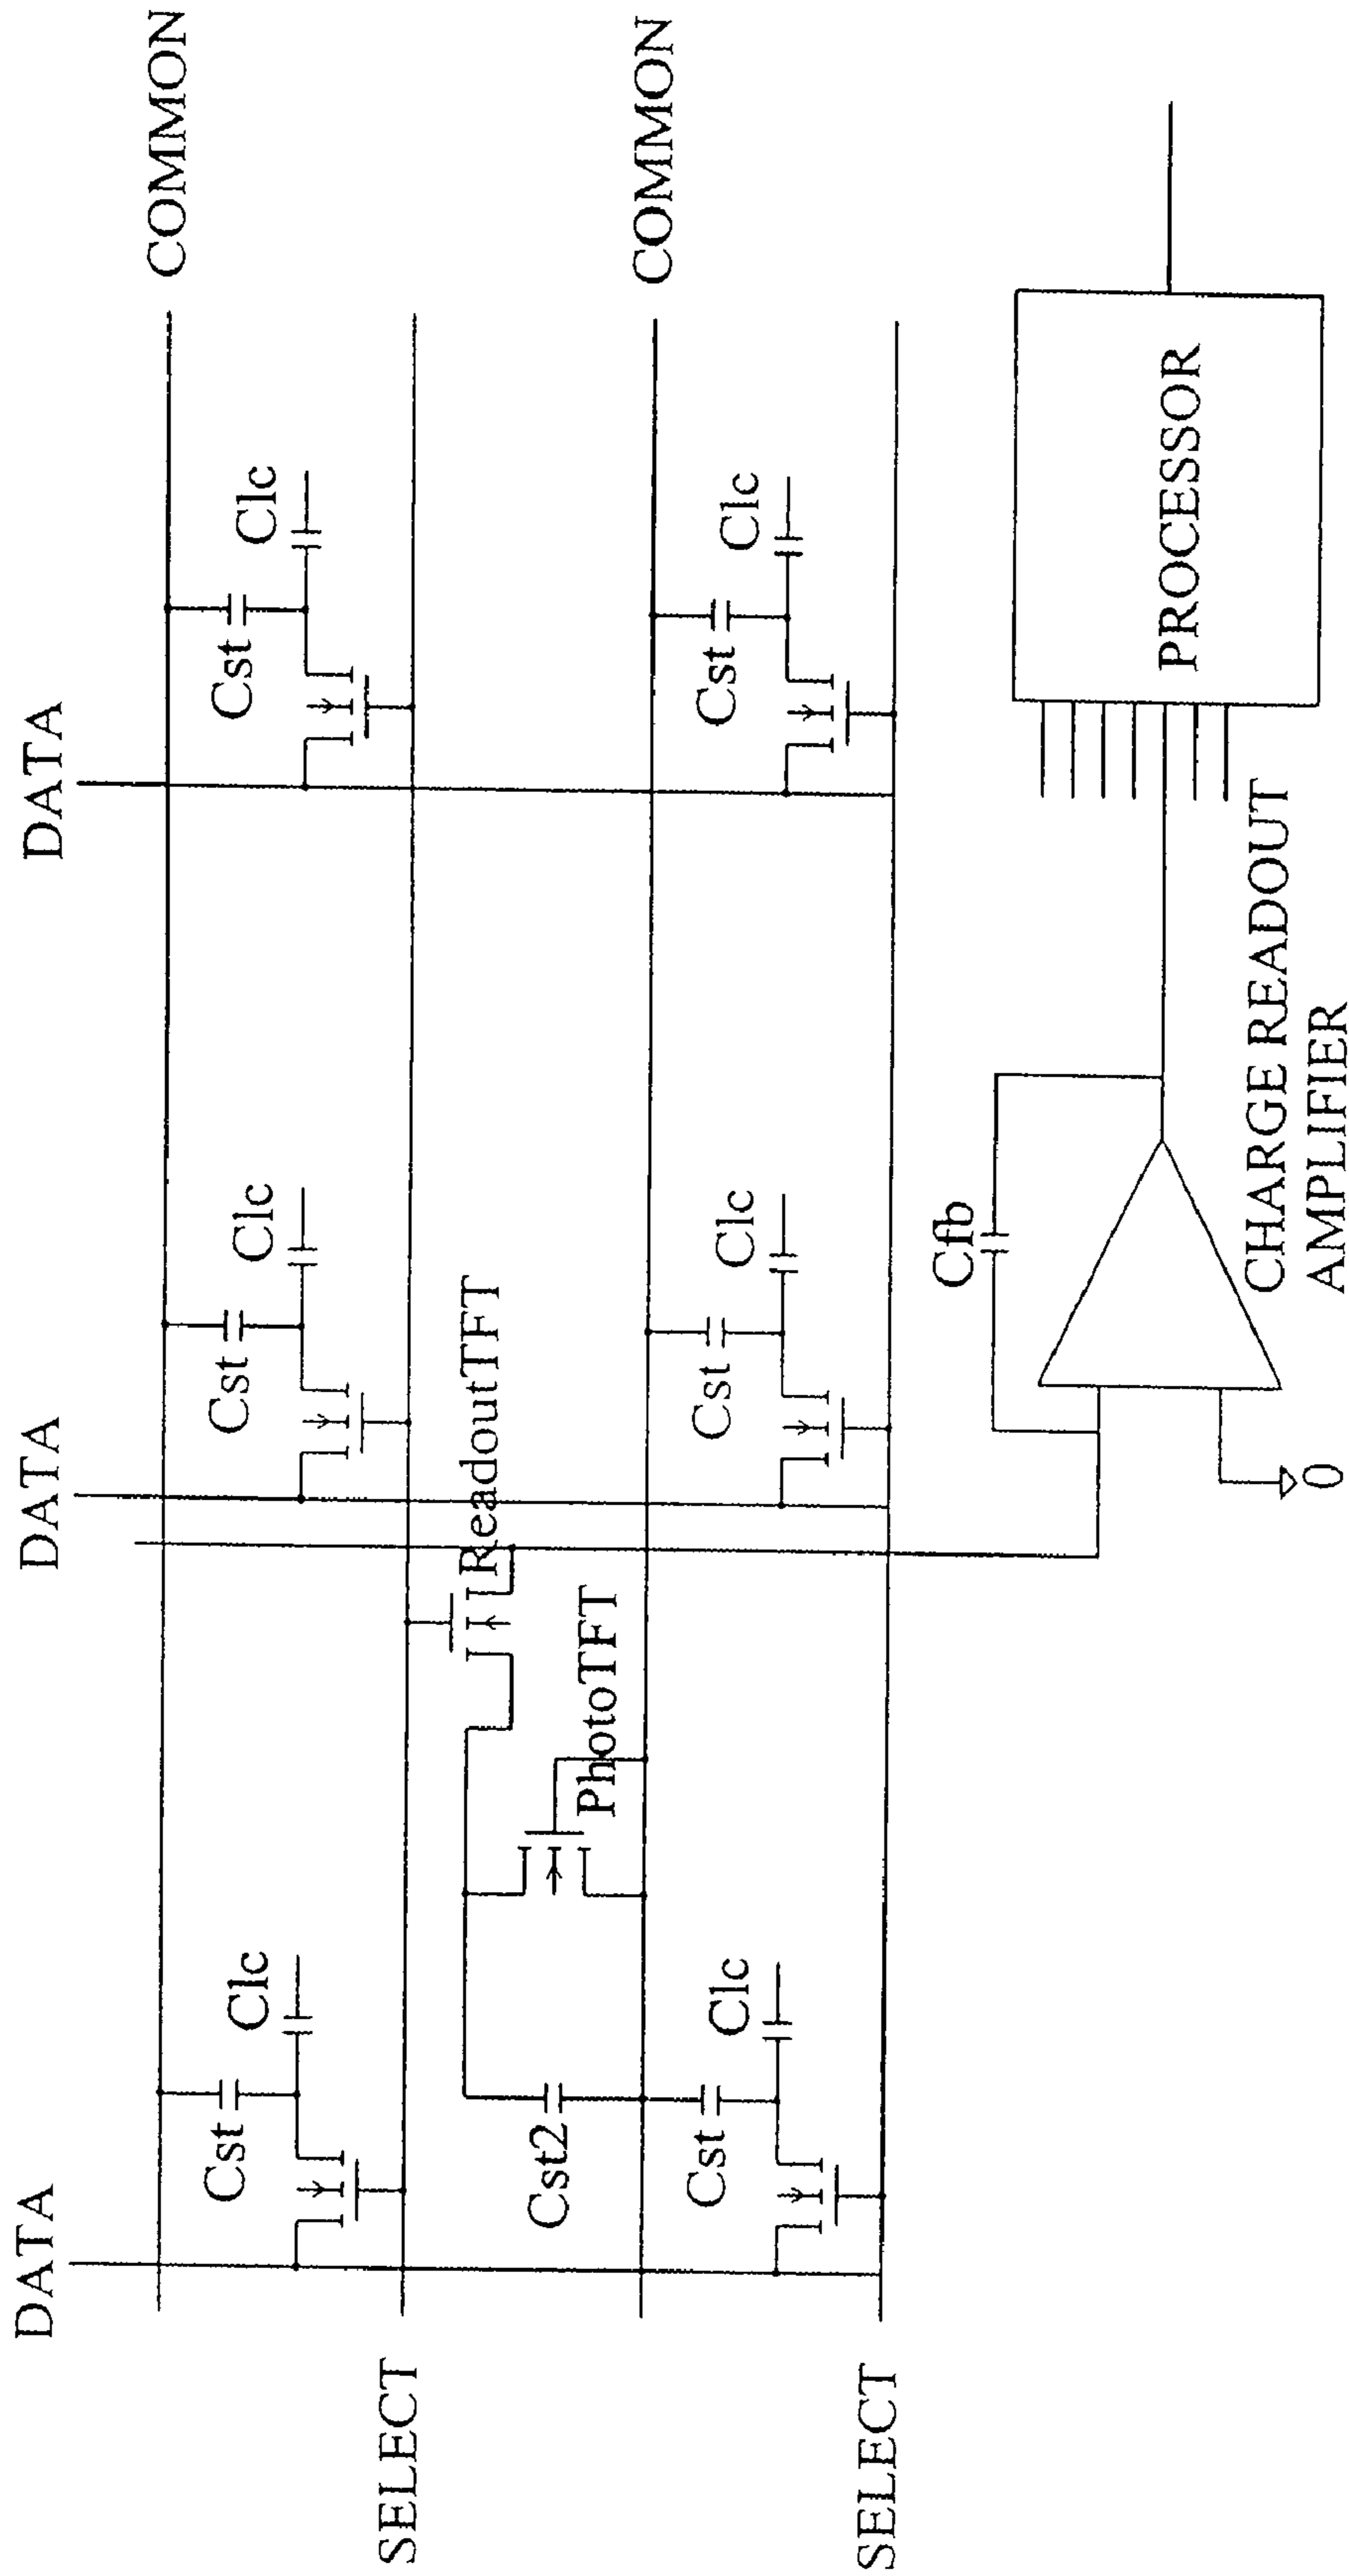 DATA
DATA
DATA
COMMON
Cst
Clc
Cst
Clc
Cst
Clc
SELECT
ReadoutTFT
PhotoTFT
Cst2
COMMON
Cst
Clc
Cst
Clc
Cst
Clc
SELECT
Cfb
0
CHARGE READOUT
AMPLIFIER
PROCESSOR